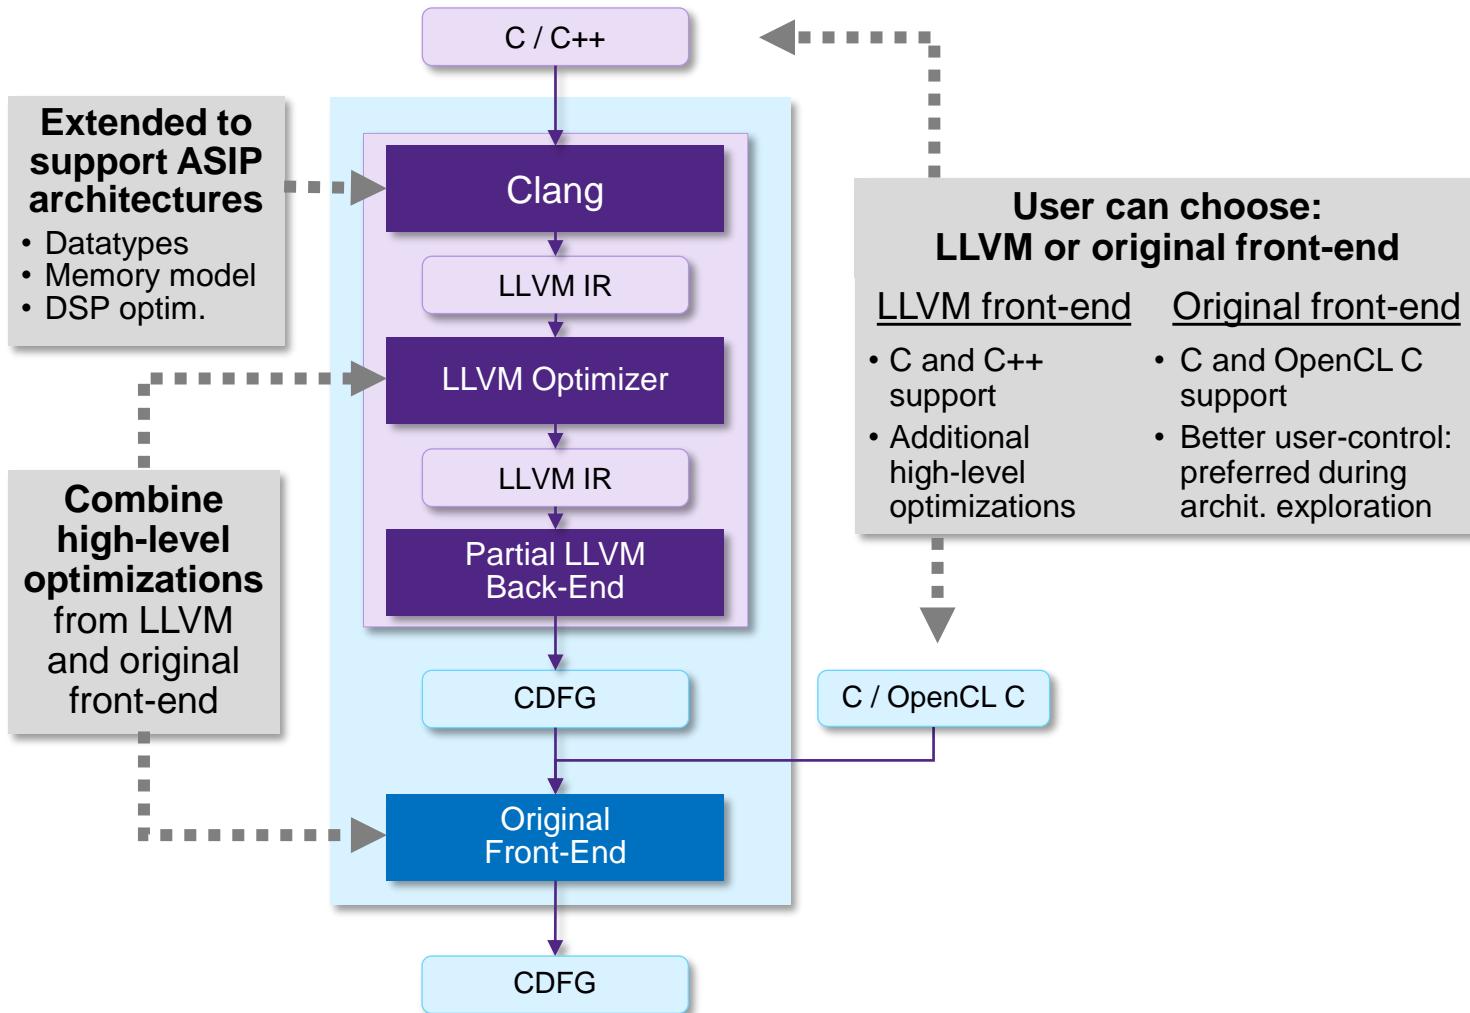 C / C++
Extended to
support ASIP
architectures
• Datatypes
• Memory model
• DSP optim.
Clang
LLVM IR
LLVM Optimizer
LLVM IR
Partial LLVM
Back-End
Combine
high-level
optimizations
from LLVM
and original
front-end
User can choose:
LLVM or original front-end
LLVM front-end
• C and C++
support
• Additional
high-level
optimizations
Original front-end
• C and OpenCL C
support
• Better user-control:
preferred during
archit. exploration
CDFG
C / OpenCL C
Original
Front-End
CDFG